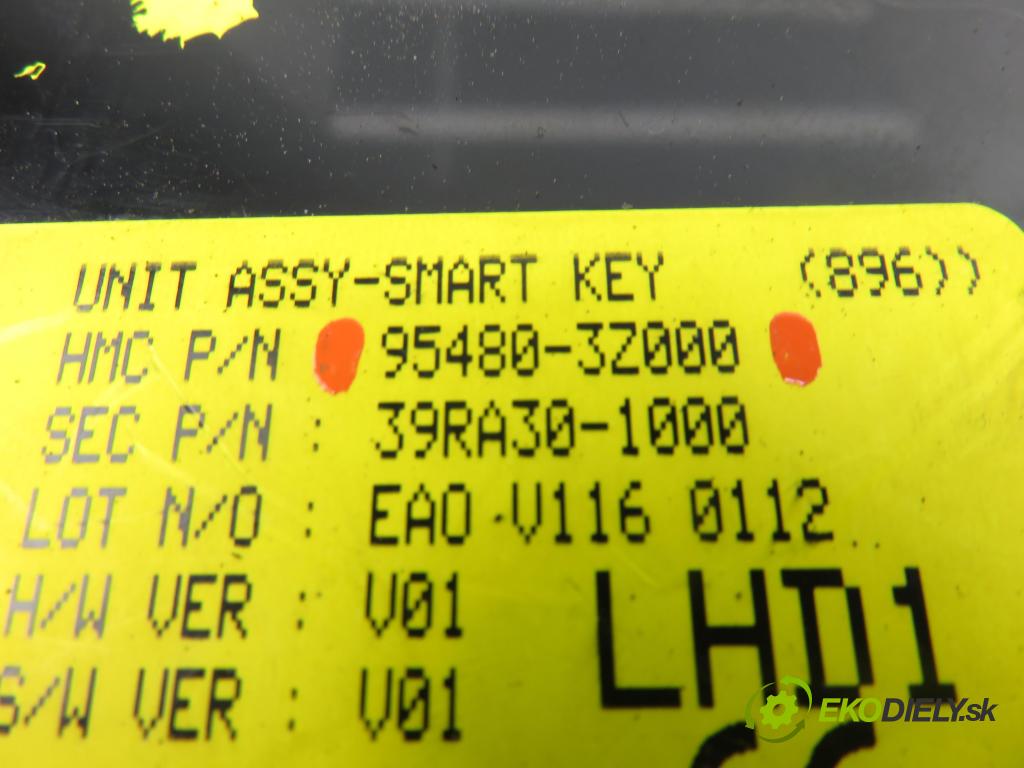 UNIT ASSY-SMART KEY (896))
HMC P/N 95480-3Z000
SEC P/N : 39RA30-1000
LOT N/O : EAO V116 0112
H/W VER : V01
S/W VER : V01
LHD1
EKODIELY.sk